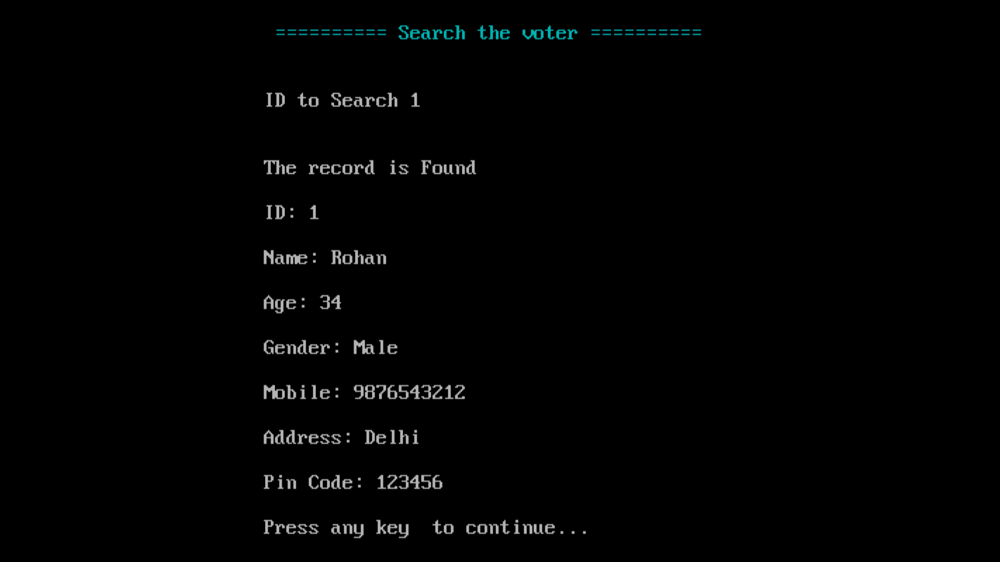 ========== Search the voter ==========
ID to Search 1
The record is Found
ID: 1
Name: Rohan
Age: 34
Gender: Male
Mobile: 9876543212
Address: Delhi
Pin Code: 123456
Press any key  to continue...